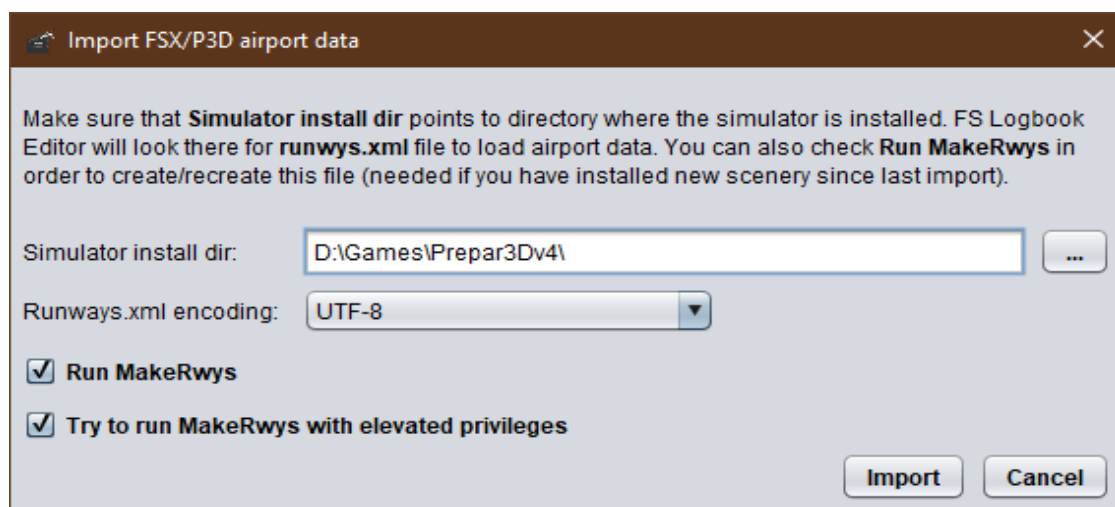 Import FSX/P3D airport data
Make sure that Simulator install dir points to directory where the simulator is installed. FS Logbook
Editor will look there for runwys.xml file to load airport data. You can also check Run MakeRwys in
order to create/recreate this file (needed if you have installed new scenery since last import).
Simulator install dir: D:\Games\Prepar3Dv4\ ...
Runways.xml encoding: UTF-8
Run MakeRwys
Try to run MakeRwys with elevated privileges
Import Cancel